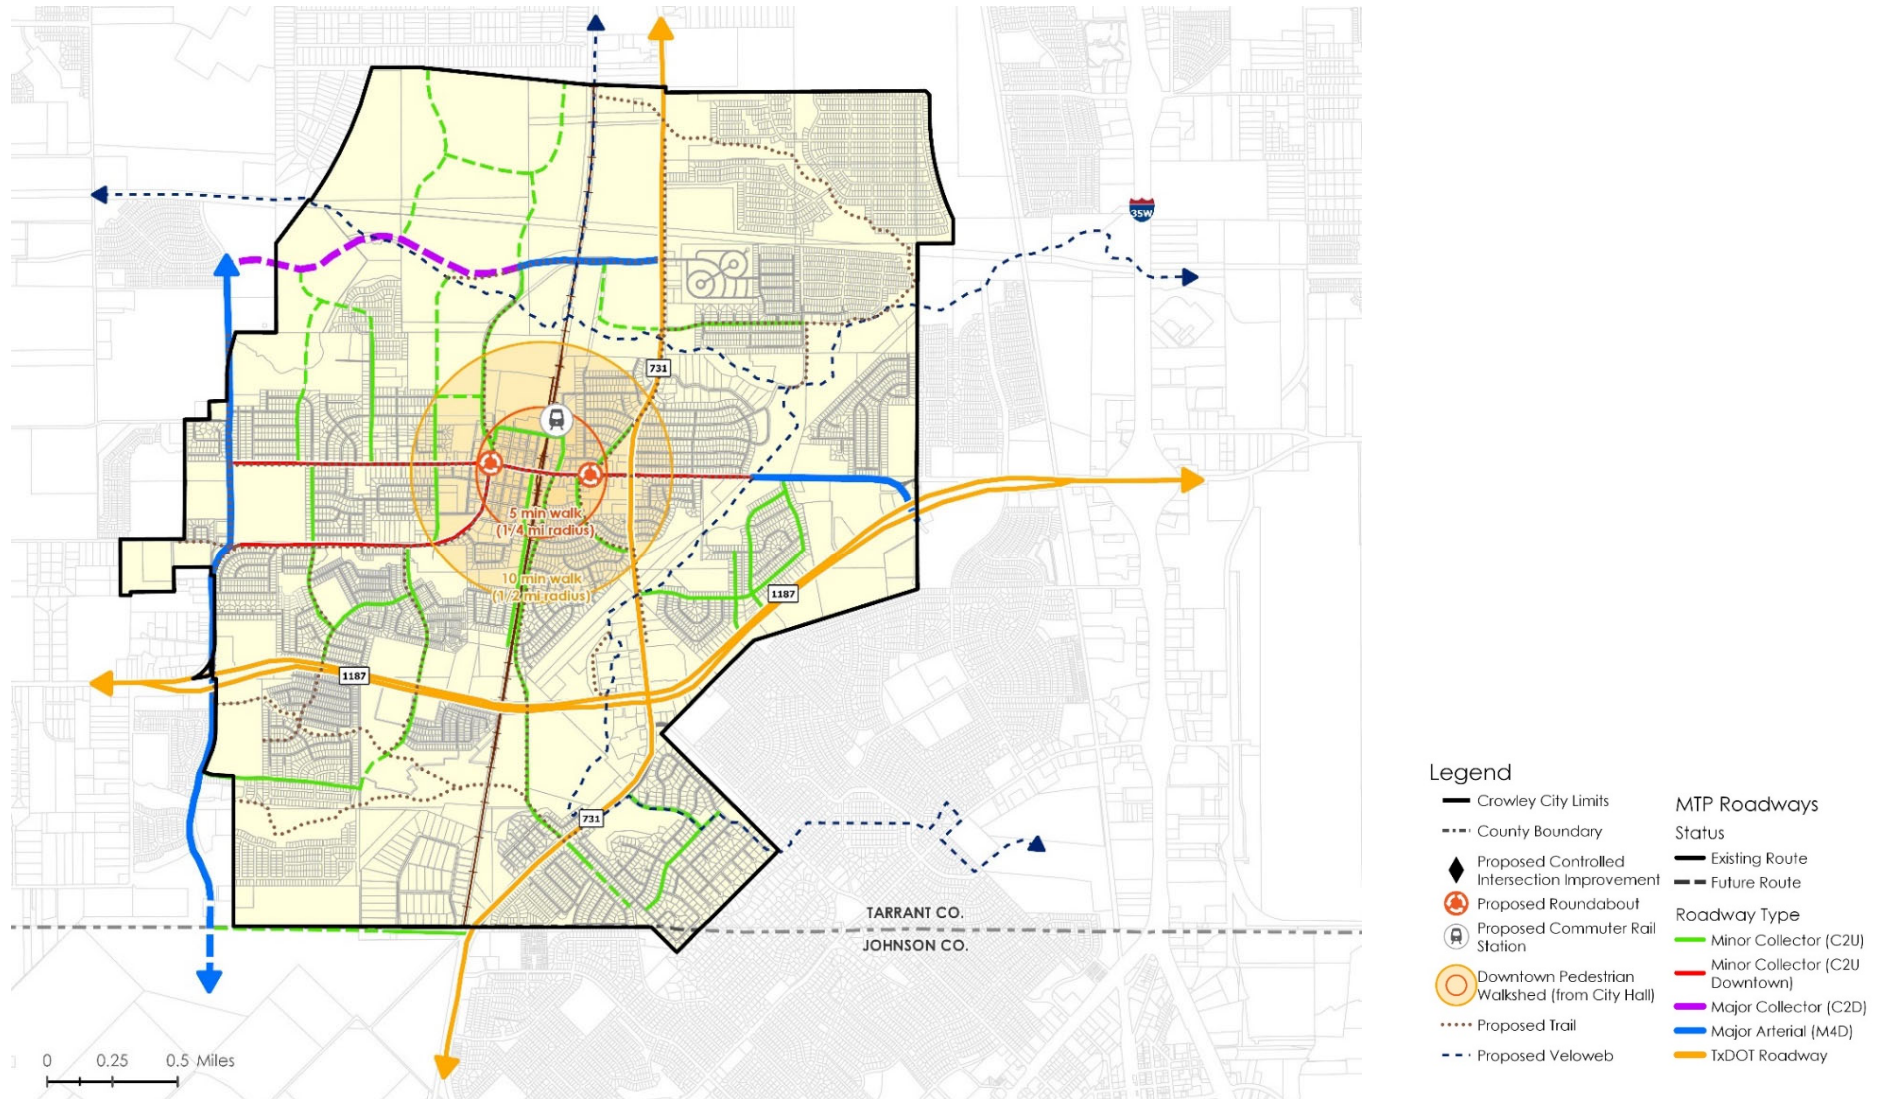 35W
731
5 min walk
(1/4 mi radius)
10 min walk
(1/2 mi radius)
1187
1187
731
TARRANT CO.
JOHNSON CO.
0 0.25 0.5 Miles
Legend
Crowley City Limits
County Boundary
Proposed Controlled
Intersection Improvement
Proposed Roundabout
Proposed Commuter Rail
Station
Downtown Pedestrian
Walkshed (from City Hall)
Proposed Trail
Proposed Veloweb
MTP Roadways
Status
Existing Route
Future Route
Roadway Type
Minor Collector (C2U)
Minor Collector (C2U
Downtown)
Major Collector (C2D)
Major Arterial (M4D)
TxDOT Roadway